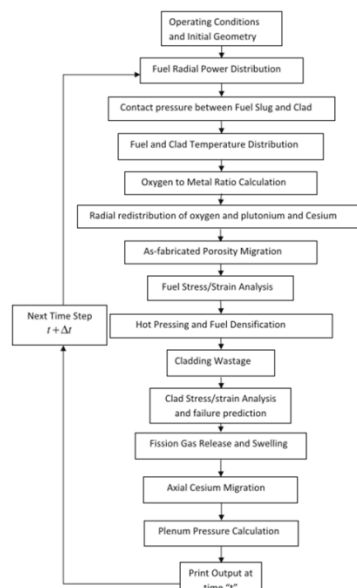 Operating Conditions
and Initial Geometry
Fuel Radial Power Distribution
Contact pressure between Fuel Slug and Clad
Fuel and Clad Temperature Distribution
Oxygen to Metal Ratio Calculation
Radial redistribution of oxygen and plutonium and Cesium
As-fabricated Porosity Migration
Fuel Stress/Strain Analysis
Next Time Step
t + Δt
Hot Pressing and Fuel Densification
Cladding Wastage
Clad Stress/strain Analysis
and failure prediction
Fission Gas Release and Swelling
Axial Cesium Migration
Plenum Pressure Calculation
Print Output at
time "t"